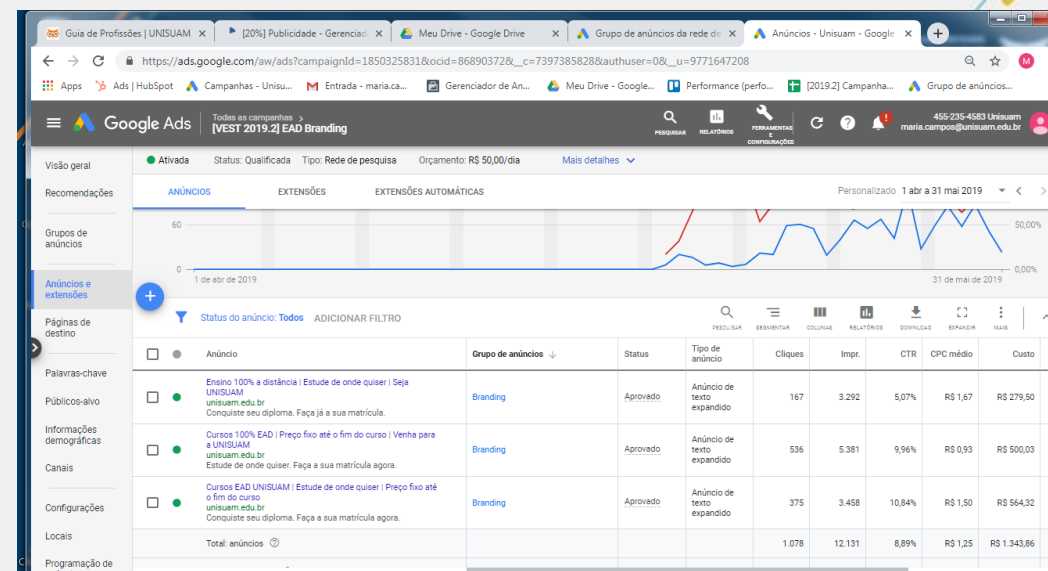 Guia de Profissões | UNISUAM
[20%] Publicidade - Gerenciad
Meu Drive - Google Drive
Grupo de anúncios da rede de
Anúncios - Unisuam - Google
https://ads.google.com/aw/ads?campaignId=1850325831&ocid=86890372&__c=7397385828&authuser=0&__u=9771647208
M
Apps
Ads | HubSpot
Campanhas - Unisu...
Entrada - maria.ca...
Gerenciador de An...
Meu Drive - Google...
Performance (perfo...
[2019.2] Campanha...
Grupo de anúncios...
Google Ads
Todas as campanhas >
[VEST 2019.2] EAD Branding
PESQUISAR
RELATÓRIOS
FERRAMENTAS
E
CONFIGURAÇÕES
455-235-4583 Unisuam
maria.campos@unisuam.edu.br
Visão geral
Recomendações
Grupos de
anúncios
Anúncios e
extensões
Páginas de
destino
Palavras-chave
Públicos-alvo
Informações
demográficas
Canais
Configurações
Locais
Programação de
Ativada Status: Qualificada Tipo: Rede de pesquisa Orçamento: R$ 50,00/dia Mais detalhes
ANÚNCIOS EXTENSÕES EXTENSÕES AUTOMÁTICAS
Personalizado 1 abr a 31 mai 2019
60 50,00%
0 0,00%
1 de abr de 2019 31 de mai de 2019
Status do anúncio: Todos ADICIONAR FILTRO
PESQUISAR SEGMENTAR COLUNAS RELATÓRIOS DOWNLOAD EXPANDIR MAIS
Anúncio Grupo de anúncios Status Tipo de anúncio Cliques Impr. CTR CPC médio Custo
Ensino 100% a distância | Estude de onde quiser | Seja
UNISUAM
unisuam.edu.br
Conquiste seu diploma. Faça já a sua matrícula.
Branding
Aprovado
Anúncio de
texto
expandido
167 3.292 5,07% R$ 1,67 R$ 279,50
Cursos 100% EAD | Preço fixo até o fim do curso | Venha para
a UNISUAM
unisuam.edu.br
Estude de onde quiser. Faça a sua matrícula agora.
Branding
Aprovado
Anúncio de
texto
expandido
536 5.381 9,96% R$ 0,93 R$ 500,03
Cursos EAD UNISUAM | Estude de onde quiser | Preço fixo até
o fim do curso
unisuam.edu.br
Conquiste seu diploma. Faça a sua matrícula agora.
Branding
Aprovado
Anúncio de
texto
expandido
375 3.458 10,84% R$ 1,50 R$ 564,32
Total: anúncios 1.078 12.131 8,89% R$ 1,25 R$ 1.343,86